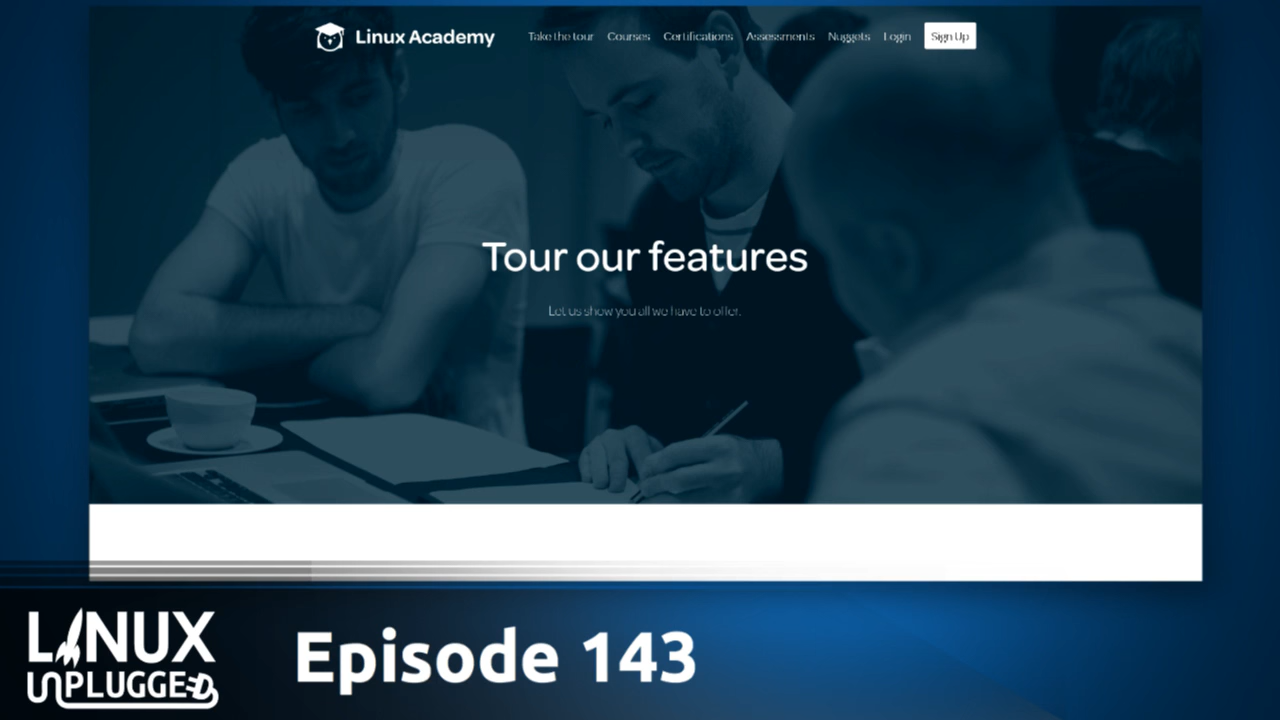 Linux Academy
Take the tour Courses Certifications Assessments Nuggets Login Sign Up
Tour our features
Let us show you all we have to offer.
LINUX
UNPLUGGED
Episode 143